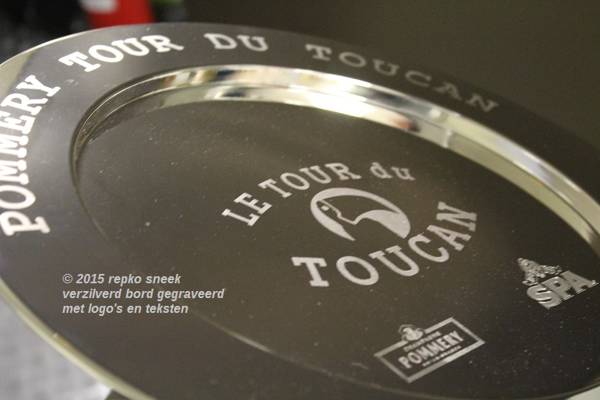 POMMERY TOUR DU TOUCAN
LE TOUR du
TOUCAN
SPA
POMMERY
© 2015 repko sneek
verzilverd bord gegraveerd
met logo's en teksten